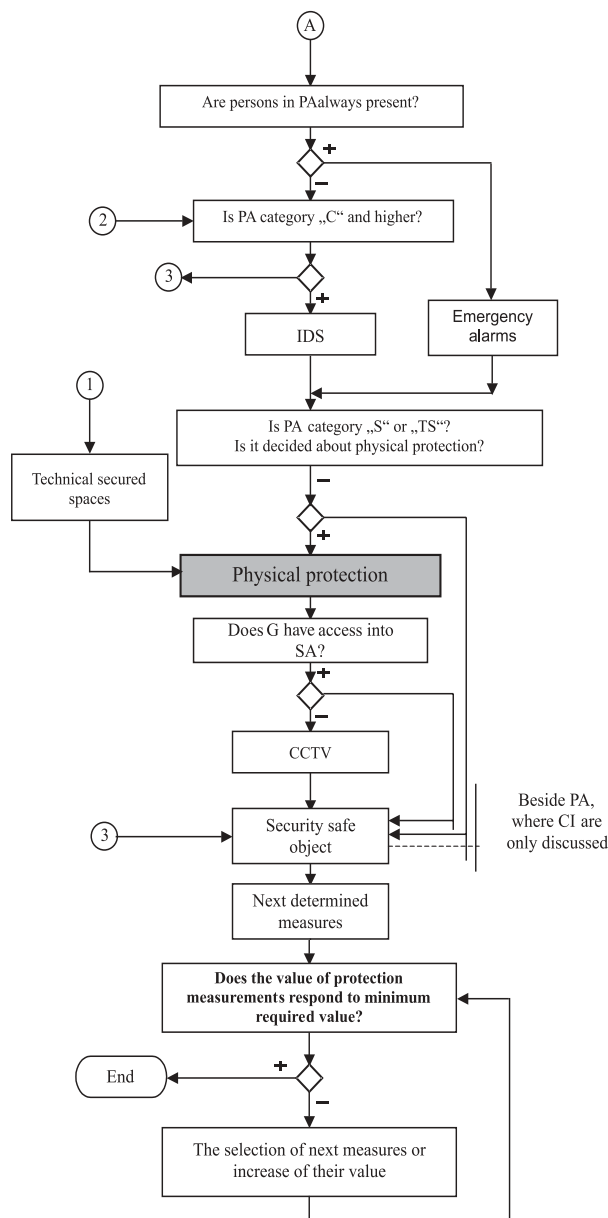 A
Are persons in PAalways present?
+
−
2
Is PA category „C“ and higher?
3
+
IDS
Emergency
alarms
1
Technical secured
spaces
Is PA category „S“ or „TS“?
Is it decided about physical protection?
−
+
Physical protection
Does G have access into
SA?
+
−
CCTV
3
Security safe
object
Beside PA,
where CI are
only discussed
Next determined
measures
Does the value of protection
measurements respond to minimum
required value?
+
End
−
The selection of next measures or
increase of their value